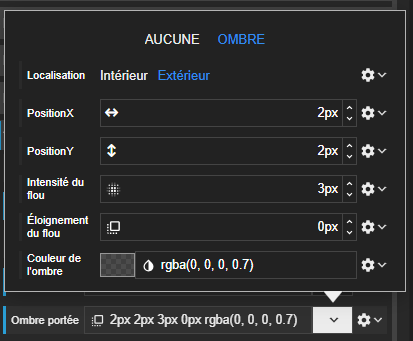 AUCUNE OMBRE
Localisation Intérieur Extérieur
PositionX 2px
PositionY 2px
Intensité du
flou 3px
Éloignement
du flou 0px
Couleur de
l'ombre rgba(0, 0, 0, 0.7)
Ombre portée 2px 2px 3px 0px rgba(0, 0, 0, 0.7)